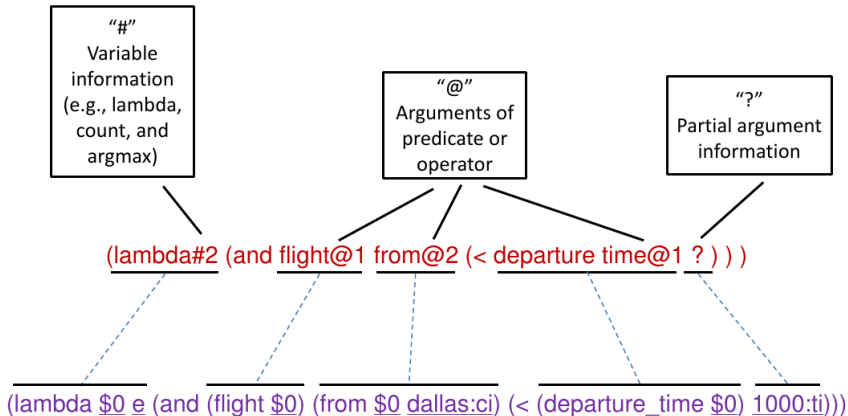 “#”
Variable
information
(e.g., lambda,
count, and
argmax)
“@”
Arguments of
predicate or
operator
“?”
Partial argument
information
(lambda#2 (and flight@1 from@2 (< departure time@1 ? ) ) )
(lambda $0 e (and (flight $0) (from $0 dallas:ci) (< (departure_time $0) 1000:ti)))